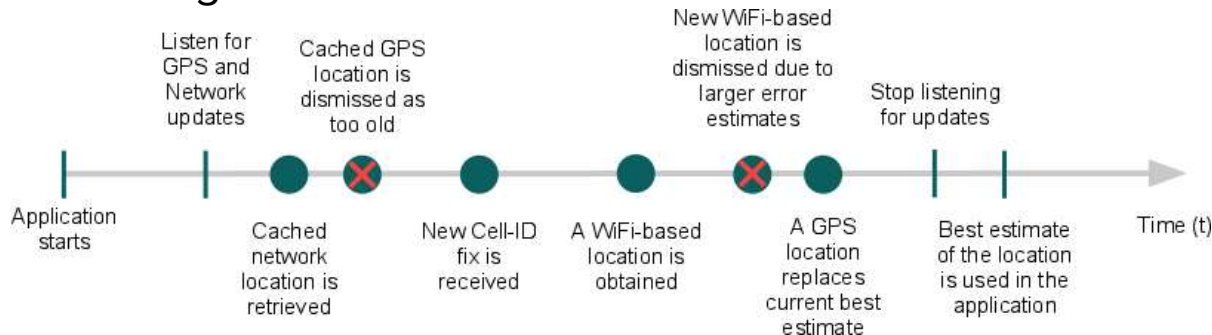 Application
starts
Listen for
GPS and
Network
updates
Cached
network
location is
retrieved
Cached GPS
location is
dismissed as
too old
New Cell-ID
fix is
received
A WiFi-based
location is
obtained
New WiFi-based
location is
dismissed due to
larger error
estimates
A GPS
location
replaces
current best
estimate
Stop listening
for updates
Best estimate
of the location
is used in the
application
Time (t)